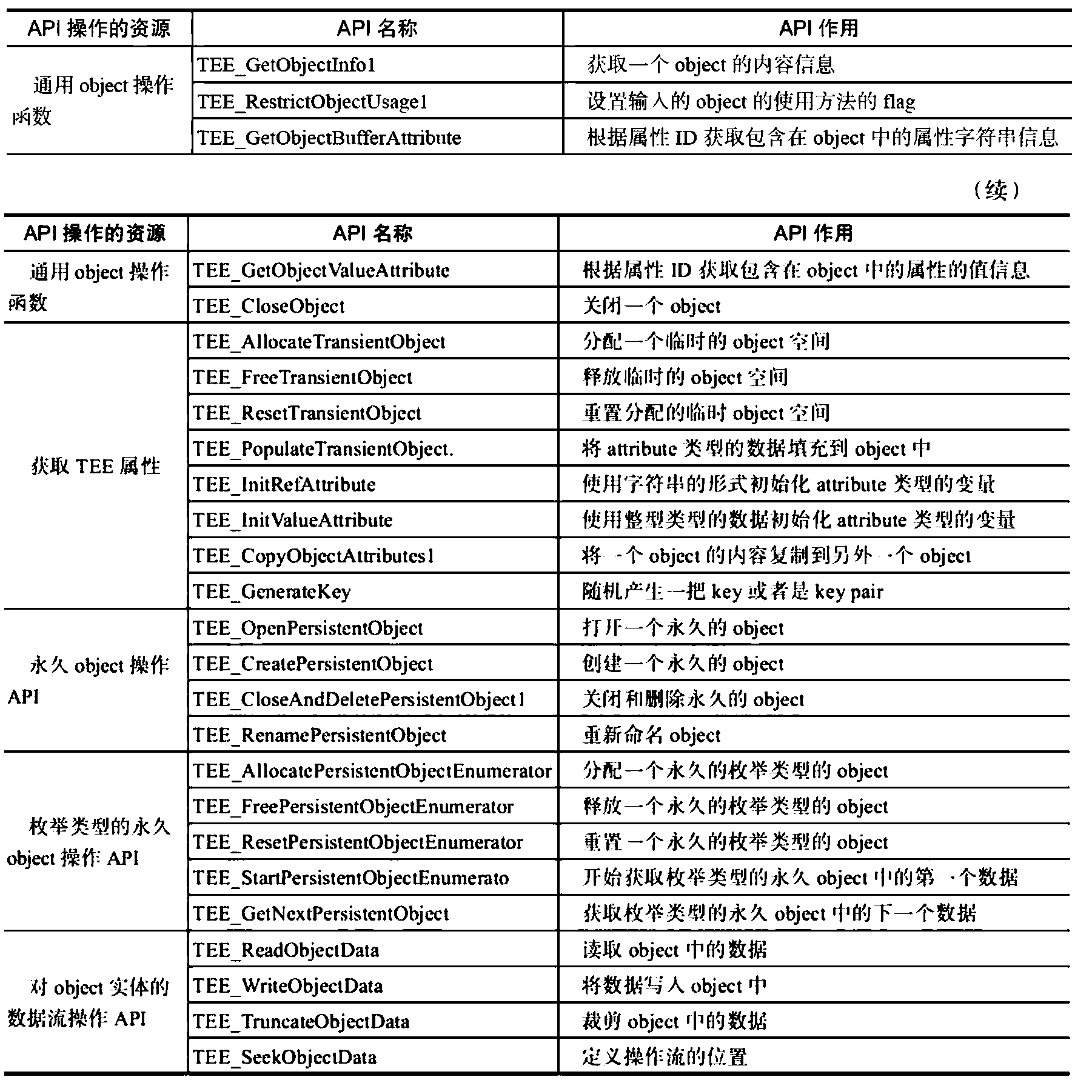 API 操作的资源 API 名称 API 作用
通用 object 操作
函数
TEE_GetObjectInfo1 获取一个 object 的内容信息
TEE_RestrictObjectUsage1 设置输入的 object 的使用方法的 flag
TEE_GetObjectBufferAttribute 根据属性 ID 获取包含在 object 中的属性字符串信息
（续）
API 操作的资源 API 名称 API 作用
通用 object 操作
函数
TEE_GetObjectValueAttribute 根据属性 ID 获取包含在 object 中的属性的值信息
TEE_CloseObject 关闭一个 object
获取 TEE 属性
TEE_AllocateTransientObject 分配一个临时的 object 空间
TEE_FreeTransientObject 释放临时的 object 空间
TEE_ResetTransientObject 重置分配的临时 object 空间
TEE_PopulateTransientObject. 将 attribute 类型的数据填充到 object 中
TEE_InitRefAttribute 使用字符串的形式初始化 attribute 类型的变量
TEE_InitValueAttribute 使用整型类型的数据初始化 attribute 类型的变量
TEE_CopyObjectAttributes1 将一个 object 的内容复制到另外一个 object
TEE_GenerateKey 随机产生一把 key 或者是 key pair
永久 object 操作
API
TEE_OpenPersistentObject 打开一个永久的 object
TEE_CreatePersistentObject 创建一个永久的 object
TEE_CloseAndDeletePersistentObject1 关闭和删除永久的 object
TEE_RenamePersistentObject 重新命名 object
枚举类型的永久
object 操作 API
TEE_AllocatePersistentObjectEnumerator 分配一个永久的枚举类型的 object
TEE_FreePersistentObjectEnumerator 释放一个永久的枚举类型的 object
TEE_ResetPersistentObjectEnumerator 重置一个永久的枚举类型的 object
TEE_StartPersistentObjectEnumerato 开始获取枚举类型的永久 object 中的第一个数据
TEE_GetNextPersistentObject 获取枚举类型的永久 object 中的下一个数据
对 object 实体的
数据流操作 API
TEE_ReadObjectData 读取 object 中的数据
TEE_WriteObjectData 将数据写入 object 中
TEE_TruncateObjectData 裁剪 object 中的数据
TEE_SeekObjectData 定义操作流的位置